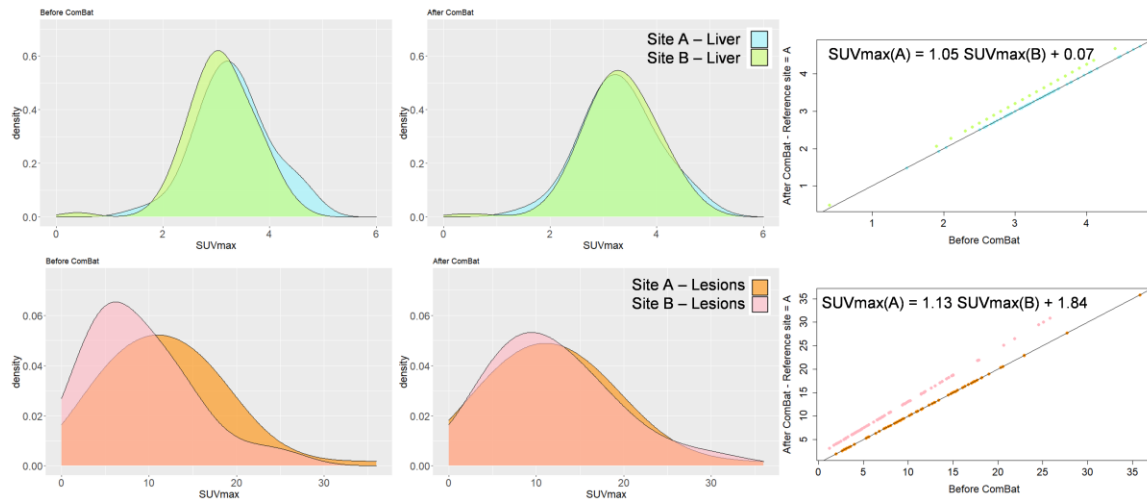 Before ComBat
density
0.6
0.4
0.2
0.0
0
2
4
6
SUVmax
After ComBat
Site A – Liver
Site B – Liver
density
0.6
0.4
0.2
0.0
0
2
4
6
SUVmax
SUVmax(A) = 1.05 SUVmax(B) + 0.07
After ComBat - Reference site = A
4
3
2
1
1
2
3
4
Before ComBat
Before ComBat
density
0.06
0.04
0.02
0.00
0
10
20
30
SUVmax
After ComBat
Site A – Lesions
Site B – Lesions
density
0.06
0.04
0.02
0.00
0
10
20
30
SUVmax
SUVmax(A) = 1.13 SUVmax(B) + 1.84
After ComBat - Reference site = A
35
30
25
20
15
10
5
0
5
10
15
20
25
30
35
Before ComBat